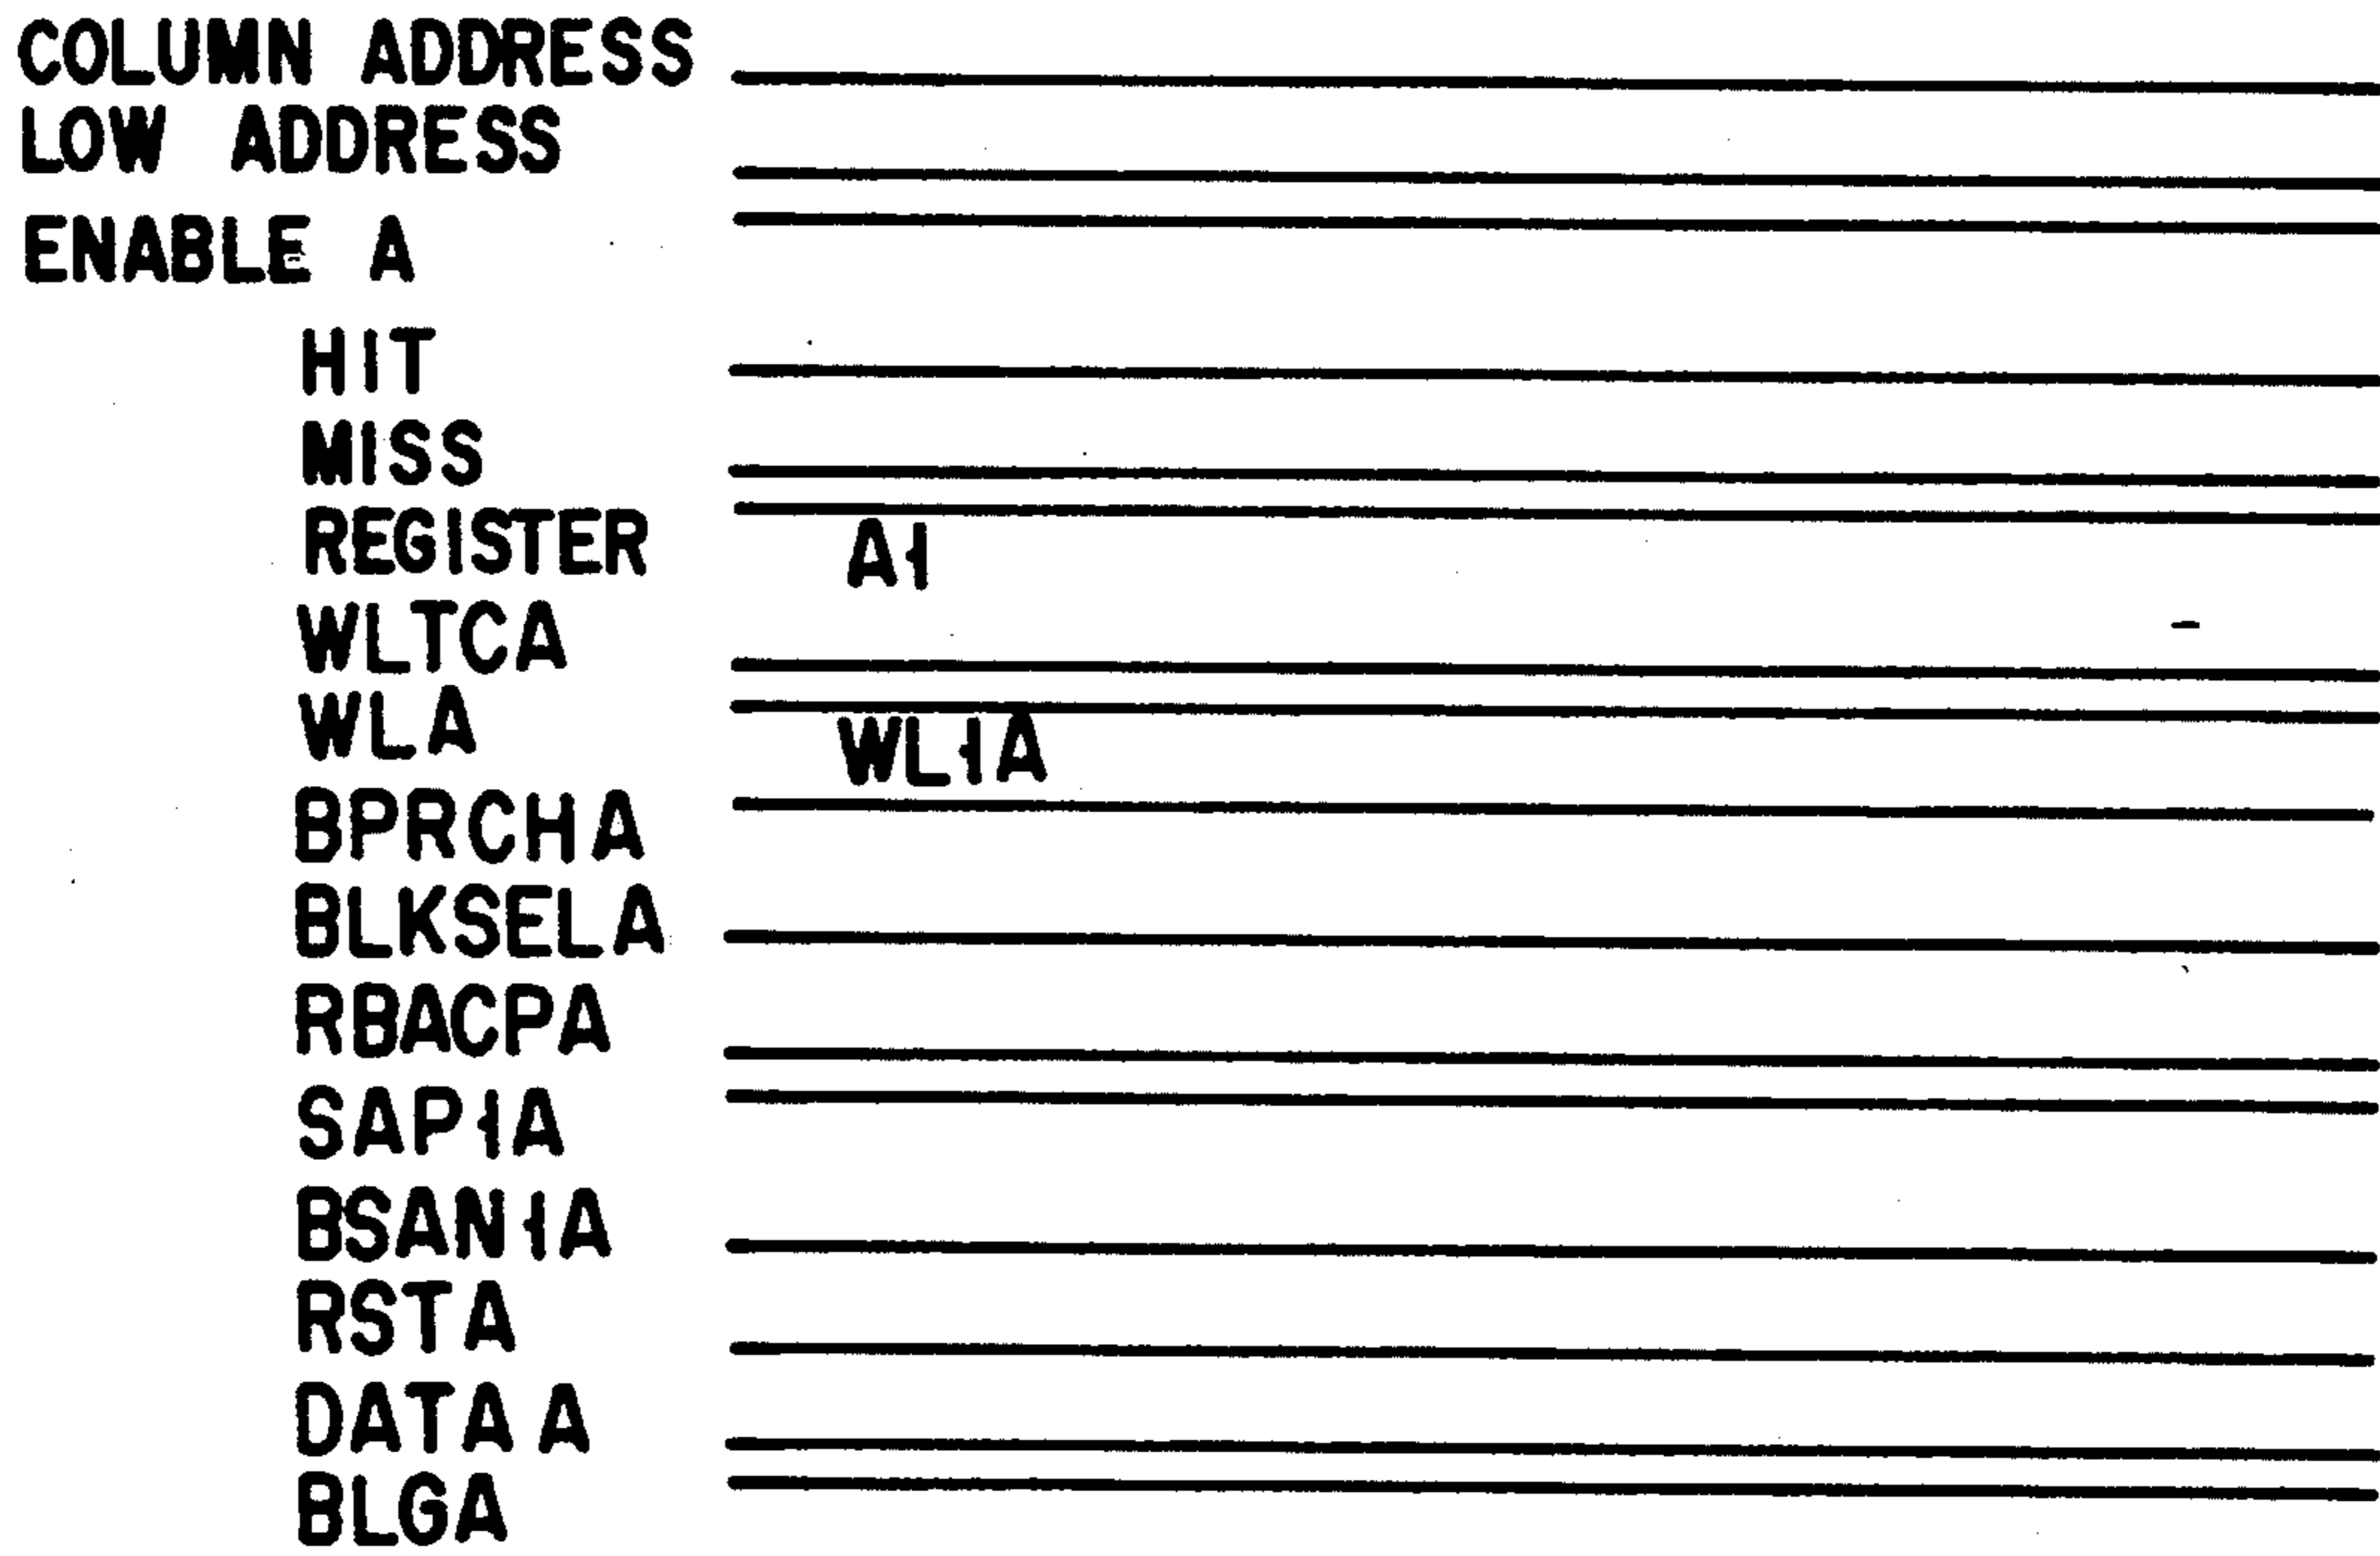 COLUMN ADDRESS
LOW ADDRESS
ENABLE A
HIT
MISS
REGISTER
A1
WLTCA
WLA
WL1A
BPRCHA
BLKSELA
RBACPA
SAP1A
BSAN1A
RSTA
DATA A
BLGA